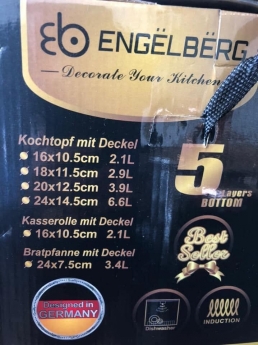 ENGËLBËRG
Decorate Your Kitchen
Kochtopf mit Deckel
16x10.5cm 2.1L
18x11.5cm 2.9L
20x12.5cm 3.9L
24x14.5cm 6.6L
Kasserolle mit Deckel
16x10.5cm 2.1L
Bratpfanne mit Deckel
24x7.5cm 3.4L
5
BOTTOM
Best
Seller
Designed in
GERMANY
Dishwasher
INDUCTION